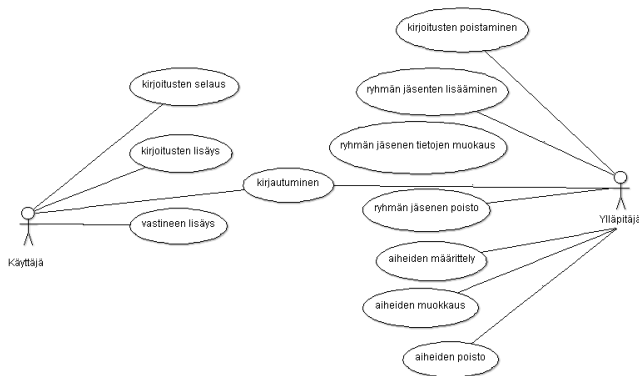 kirjoitusten poistaminen
kirjoitusten selaus
ryhmän jäsenten lisääminen
kirjoitusten lisäys
ryhmän jäsenen tietojen muokaus
kirjautuminen
ryhmän jäsenen poisto
vastineen lisäys
Käyttäjä
Ylläpitäjä
aiheiden määrittely
aiheiden muokkaus
aiheiden poisto